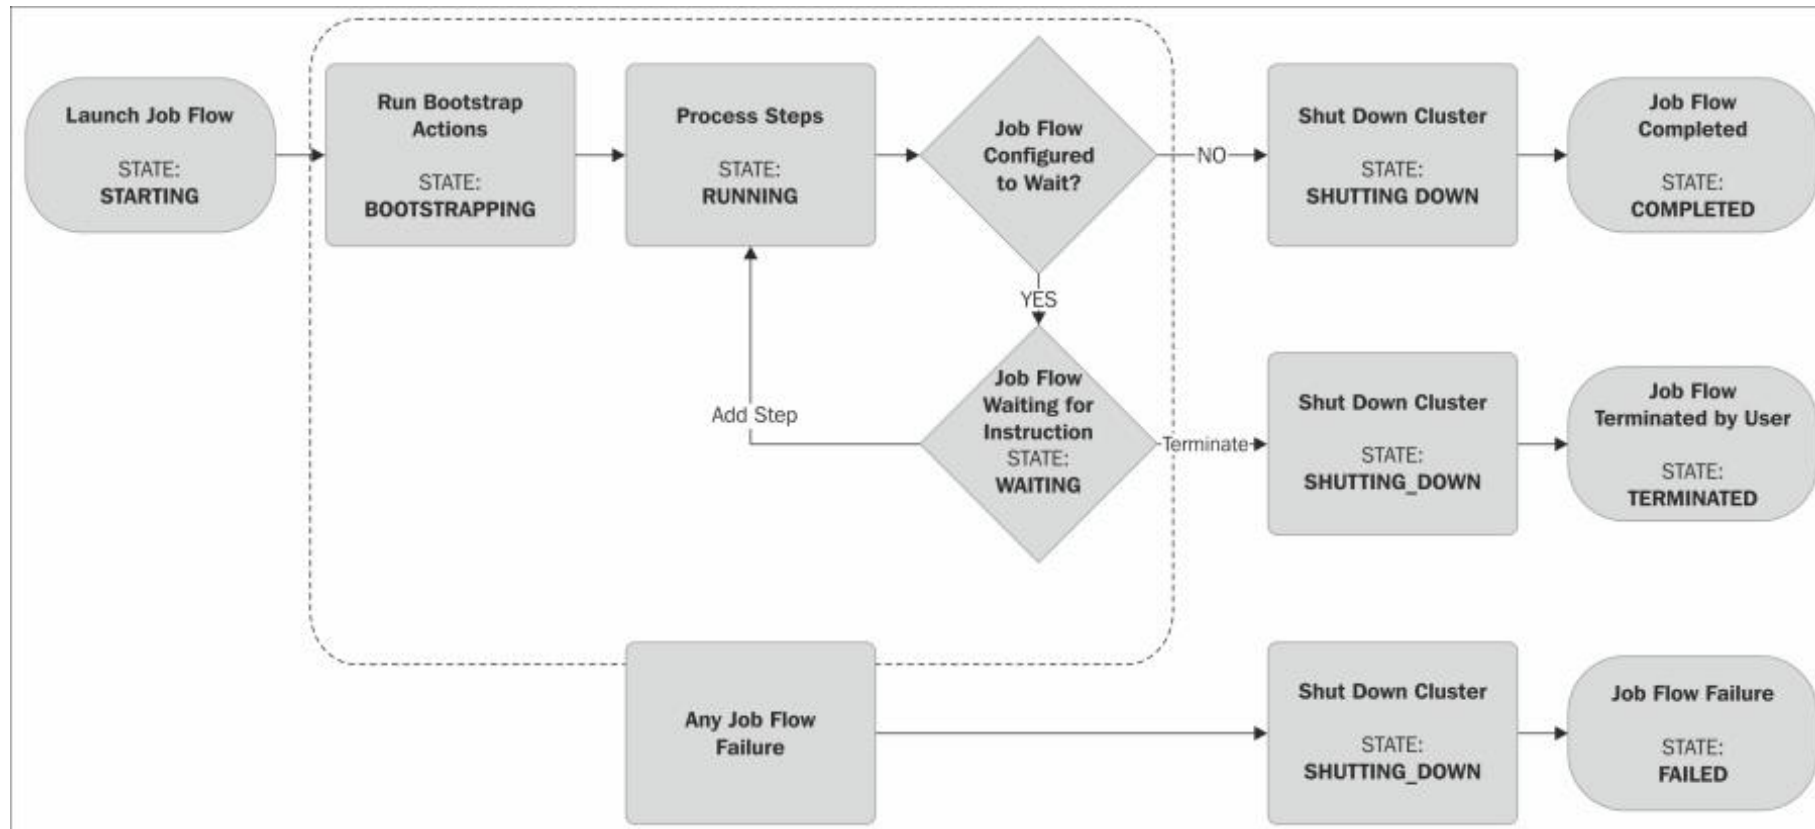 Launch Job Flow
STATE:
STARTING
Run Bootstrap
Actions
STATE:
BOOTSTRAPPING
Process Steps
STATE:
RUNNING
Job Flow
Configured
to Wait?
NO
Shut Down Cluster
STATE:
SHUTTING DOWN
Job Flow
Completed
STATE:
COMPLETED
YES
Add Step
Job Flow
Waiting for
Instruction
STATE:
WAITING
Terminate
Shut Down Cluster
STATE:
SHUTTING_DOWN
Job Flow
Terminated by User
STATE:
TERMINATED
Any Job Flow
Failure
Shut Down Cluster
STATE:
SHUTTING_DOWN
Job Flow Failure
STATE:
FAILED